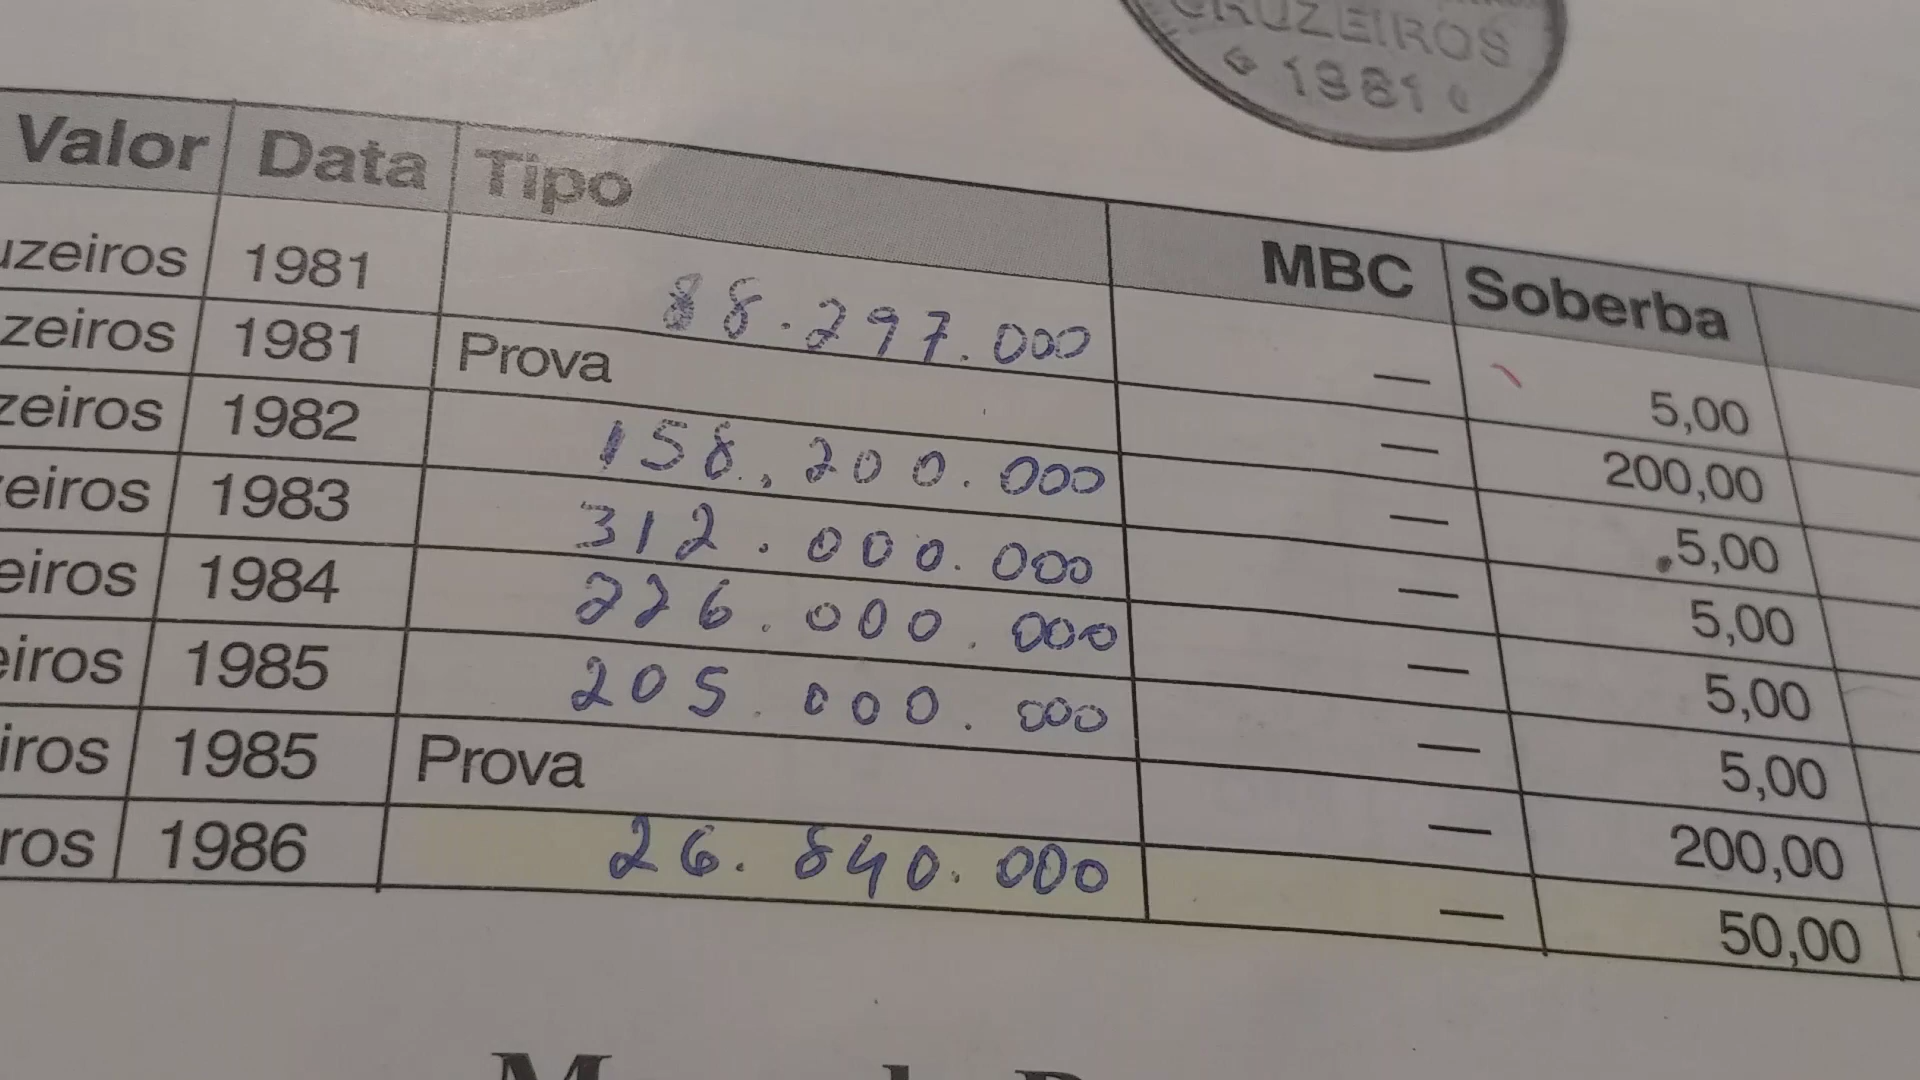 CRUZEIROS
1981
Valor Data Tipo MBC Soberba
uzeiros 1981 88.297.000 — 5,00
zeiros 1981 Prova — 200,00
zeiros 1982 158.200.000 — 5,00
zeiros 1983 312.000.000 — 5,00
eiros 1984 226.000.000 — 5,00
eiros 1985 205.000.000 — 5,00
iros 1985 Prova — 200,00
ros 1986 26.840.000 — 50,00